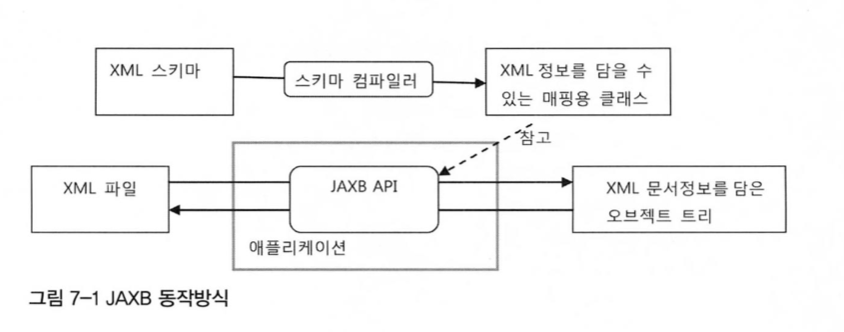 XML 스키마
스키마 컴파일러
XML 정보를 담을 수
있는 매핑용 클래스
참고
XML 파일
JAXB API
XML 문서정보를 담은
오브젝트 트리
애플리케이션
그림 7-1 JAXB 동작방식